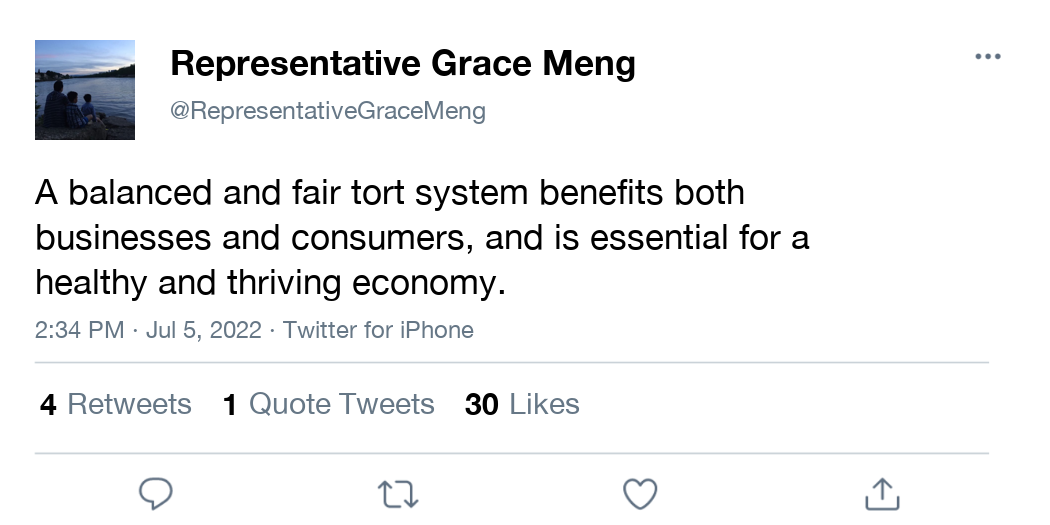 Representative Grace Meng
@RepresentativeGraceMeng
A balanced and fair tort system benefits both
businesses and consumers, and is essential for a
healthy and thriving economy.
2:34 PM · Jul 5, 2022 · Twitter for iPhone
4 Retweets 1 Quote Tweets 30 Likes